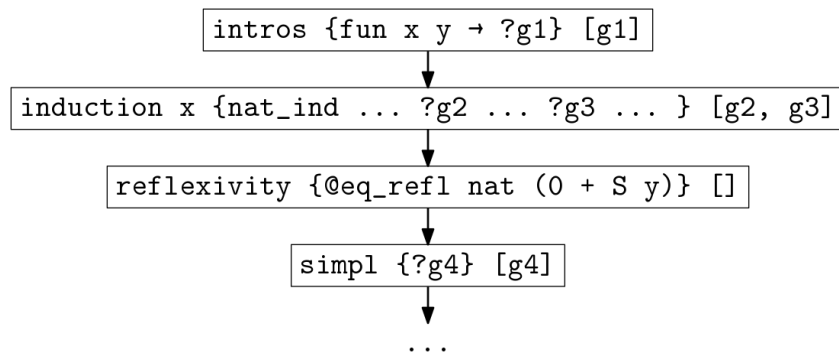 intros {fun x y → ?g1} [g1]
induction x {nat_ind ... ?g2 ... ?g3 ... } [g2, g3]
reflexivity {@eq_refl nat (0 + S y)} []
simpl {?g4} [g4]
...